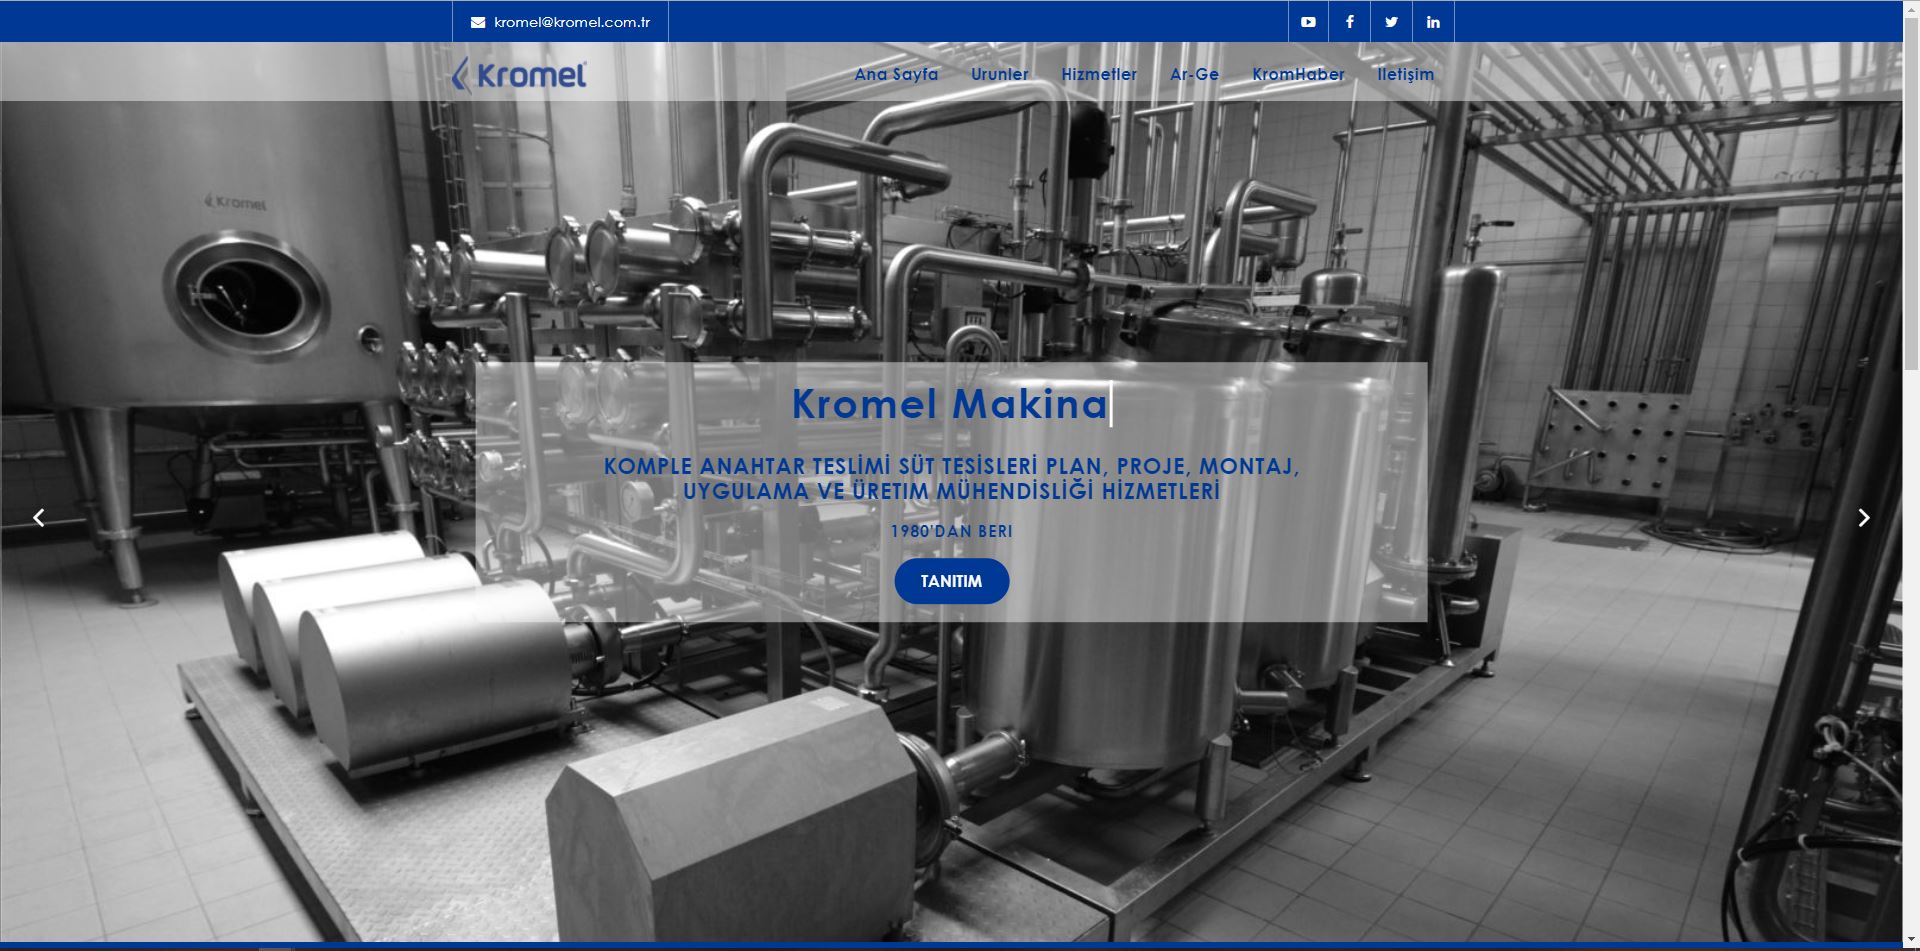 kromel@kromel.com.tr
Kromel
Ana Sayfa Urunler Hizmetler Ar-Ge KromHaber Iletişim
Kromel
Kromel Makina
KOMPLE ANAHTAR TESLİMİ SÜT TESİSLERİ PLAN, PROJE, MONTAJ,
UYGULAMA VE ÜRETIM MÜHENDİSLİĞİ HİZMETLERİ
1980'DAN BERI
TANITIM